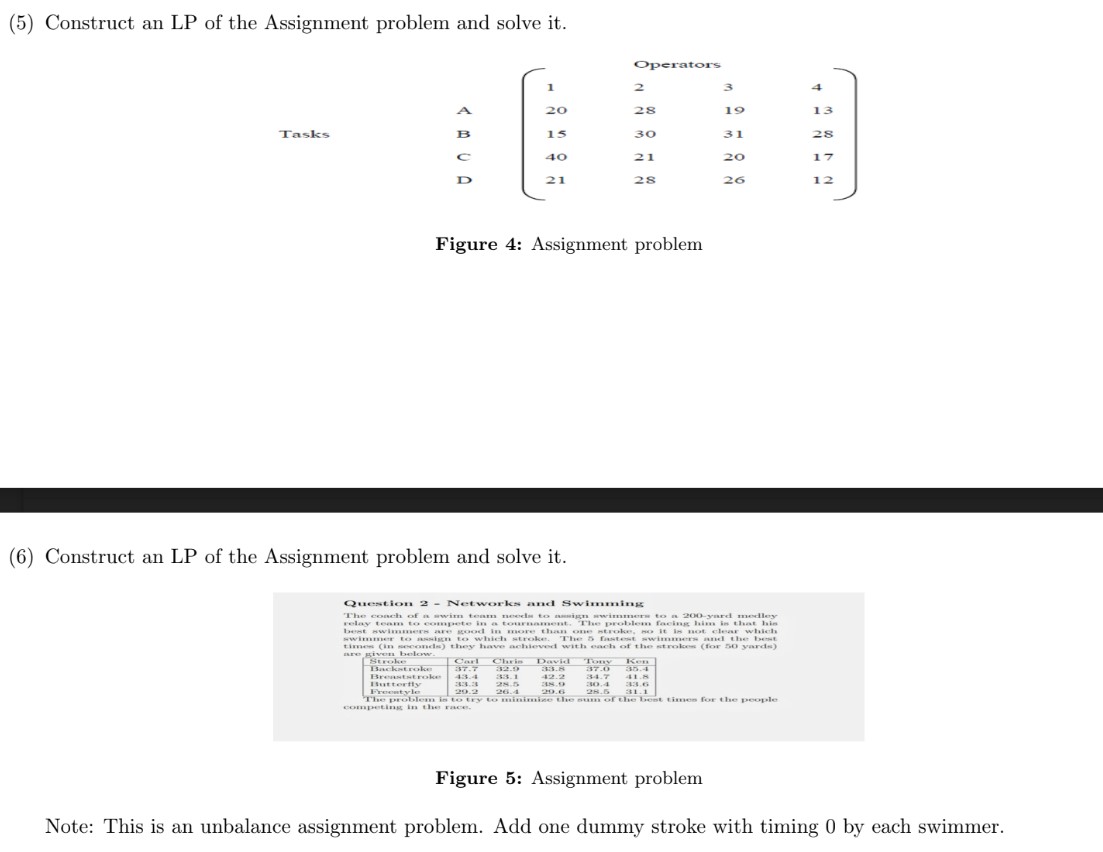 (5) Construct an LP of the Assignment problem and solve it.
Operators
1 2 3 4
A 20 28 19 13
Tasks B 15 30 31 28
C 40 21 20 17
D 21 28 26 12
Figure 4: Assignment problem
(6) Construct an LP of the Assignment problem and solve it.
Question 2 - Networks and Swimming
The coach of a swim team needs to assign swimmers to a 200-yard medley
relay team to compete in a tournament. The problem facing him is that his
best swimmers are good in more than one stroke, so it is not clear which
swimmer to assign to which stroke. The 5 fastest swimmers and the best
times (in seconds) they have achieved with each of the strokes (for 50 yards)
are given below.
Stroke Carl Chris David Tony Ken
Backstroke 37.7 32.9 33.8 37.0 35.4
Breaststroke 43.4 33.1 42.2 34.7 41.8
Butterfly 33.3 28.5 38.9 30.4 33.6
Freestyle 29.2 26.4 29.6 28.5 31.1
The problem is to try to minimize the sum of the best times for the people
competing in the race.
Figure 5: Assignment problem
Note: This is an unbalance assignment problem. Add one dummy stroke with timing 0 by each swimmer.